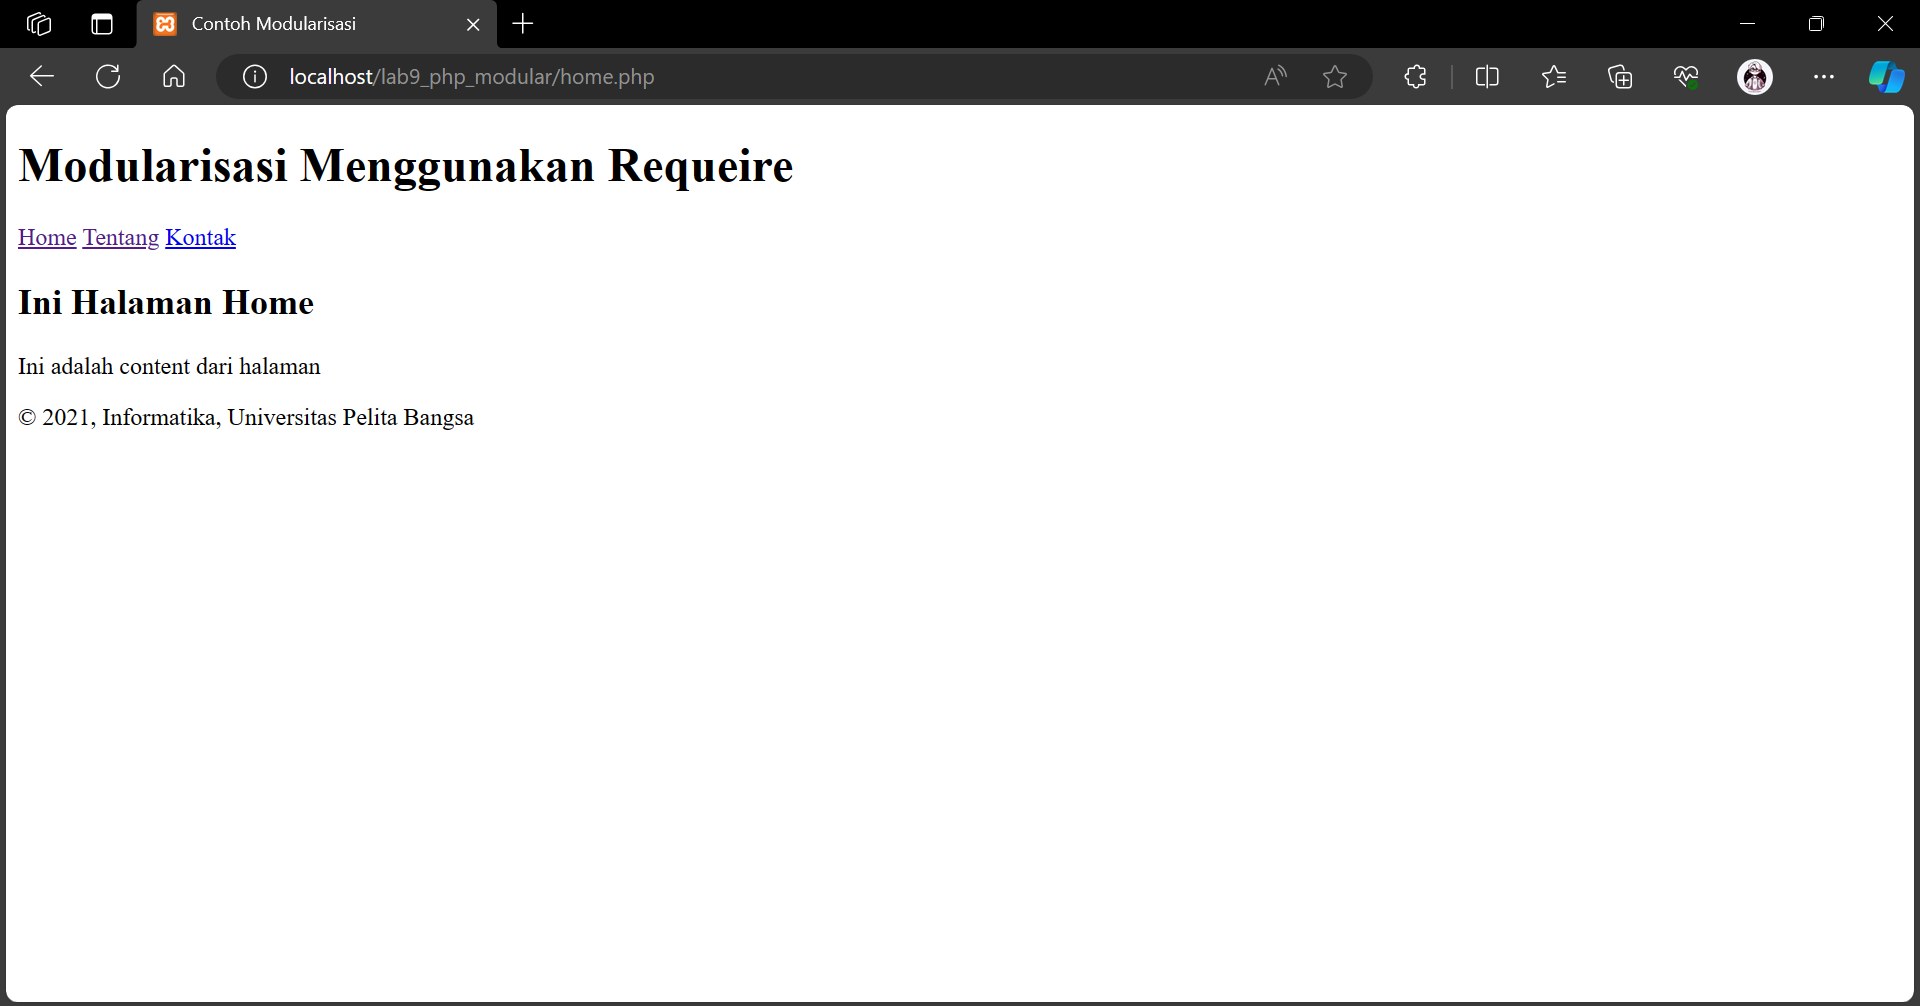 Contoh Modularisasi
localhost/lab9_php_modular/home.php
Modularisasi Menggunakan Requeire
Home Tentang Kontak
Ini Halaman Home
Ini adalah content dari halaman
© 2021, Informatika, Universitas Pelita Bangsa